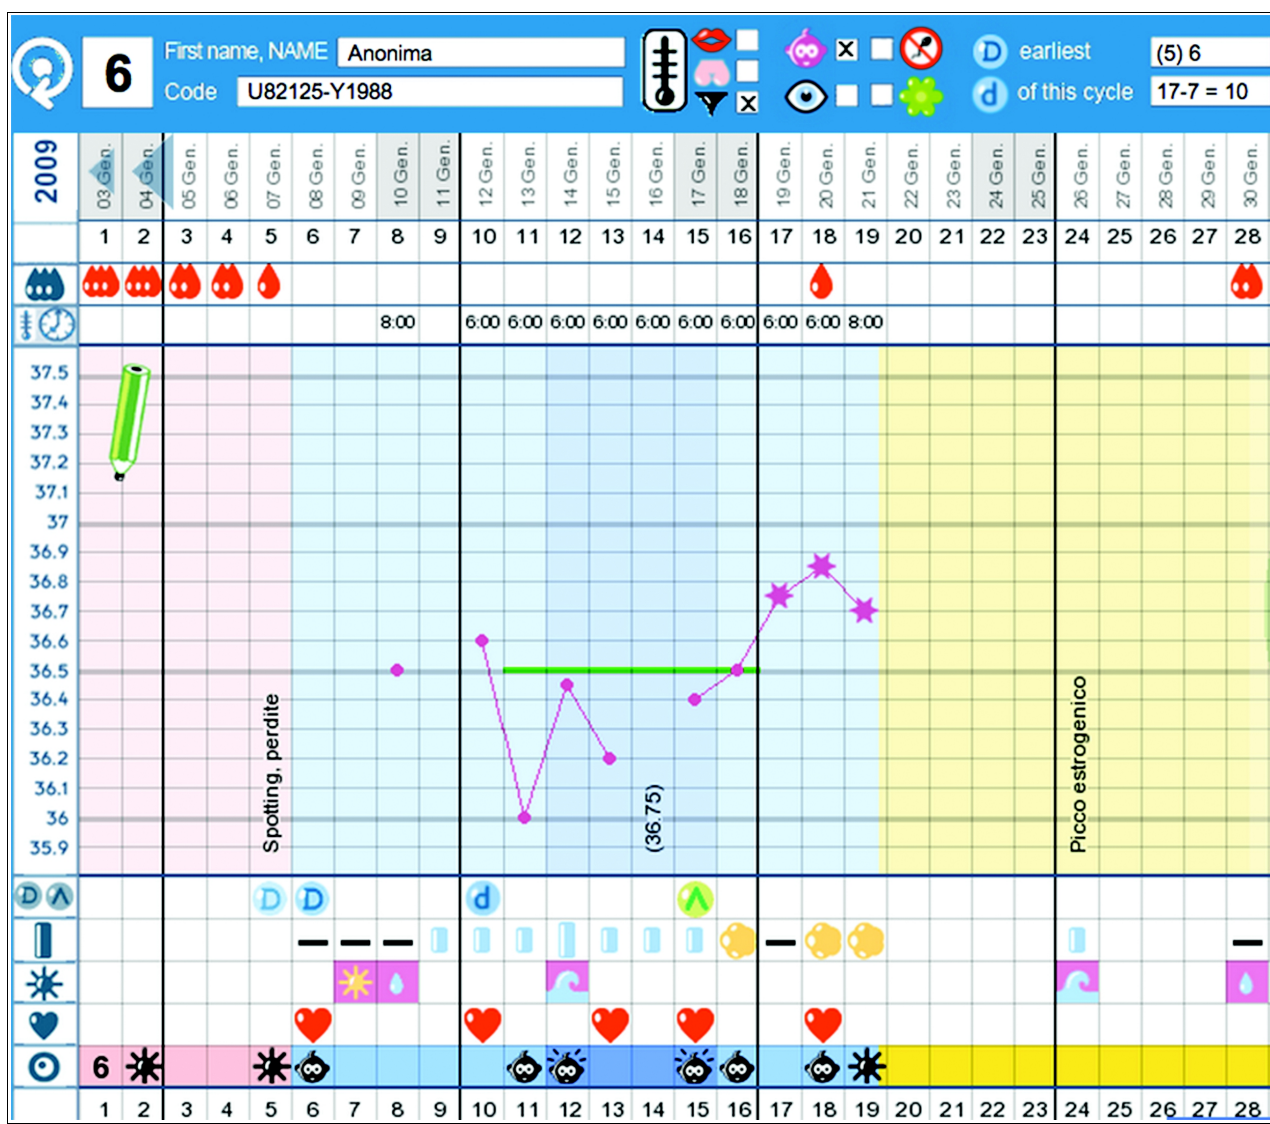 6
First name, NAME Anonima
Code U82125-Y1988
D earliest (5) 6
d of this cycle 17-7 = 10
2009 03 Gen. 04 Gen. 05 Gen. 06 Gen. 07 Gen. 08 Gen. 09 Gen. 10 Gen. 11 Gen. 12 Gen. 13 Gen. 14 Gen. 15 Gen. 16 Gen. 17 Gen. 18 Gen. 19 Gen. 20 Gen. 21 Gen. 22 Gen. 23 Gen. 24 Gen. 25 Gen. 26 Gen. 27 Gen. 28 Gen. 29 Gen. 30 Gen.
1 2 3 4 5 6 7 8 9 10 11 12 13 14 15 16 17 18 19 20 21 22 23 24 25 26 27 28
8:00 6:00 6:00 6:00 6:00 6:00 6:00 6:00 6:00 6:00 8:00
37.5
37.4
37.3
37.2
37.1
37
36.9
36.8
36.7
36.6
36.5
36.4
36.3
36.2
36.1
36
35.9
Spotting, perdite
(36.75)
Picco estrogenico
D Λ D D d Λ
6
1 2 3 4 5 6 7 8 9 10 11 12 13 14 15 16 17 18 19 20 21 22 23 24 25 26 27 28